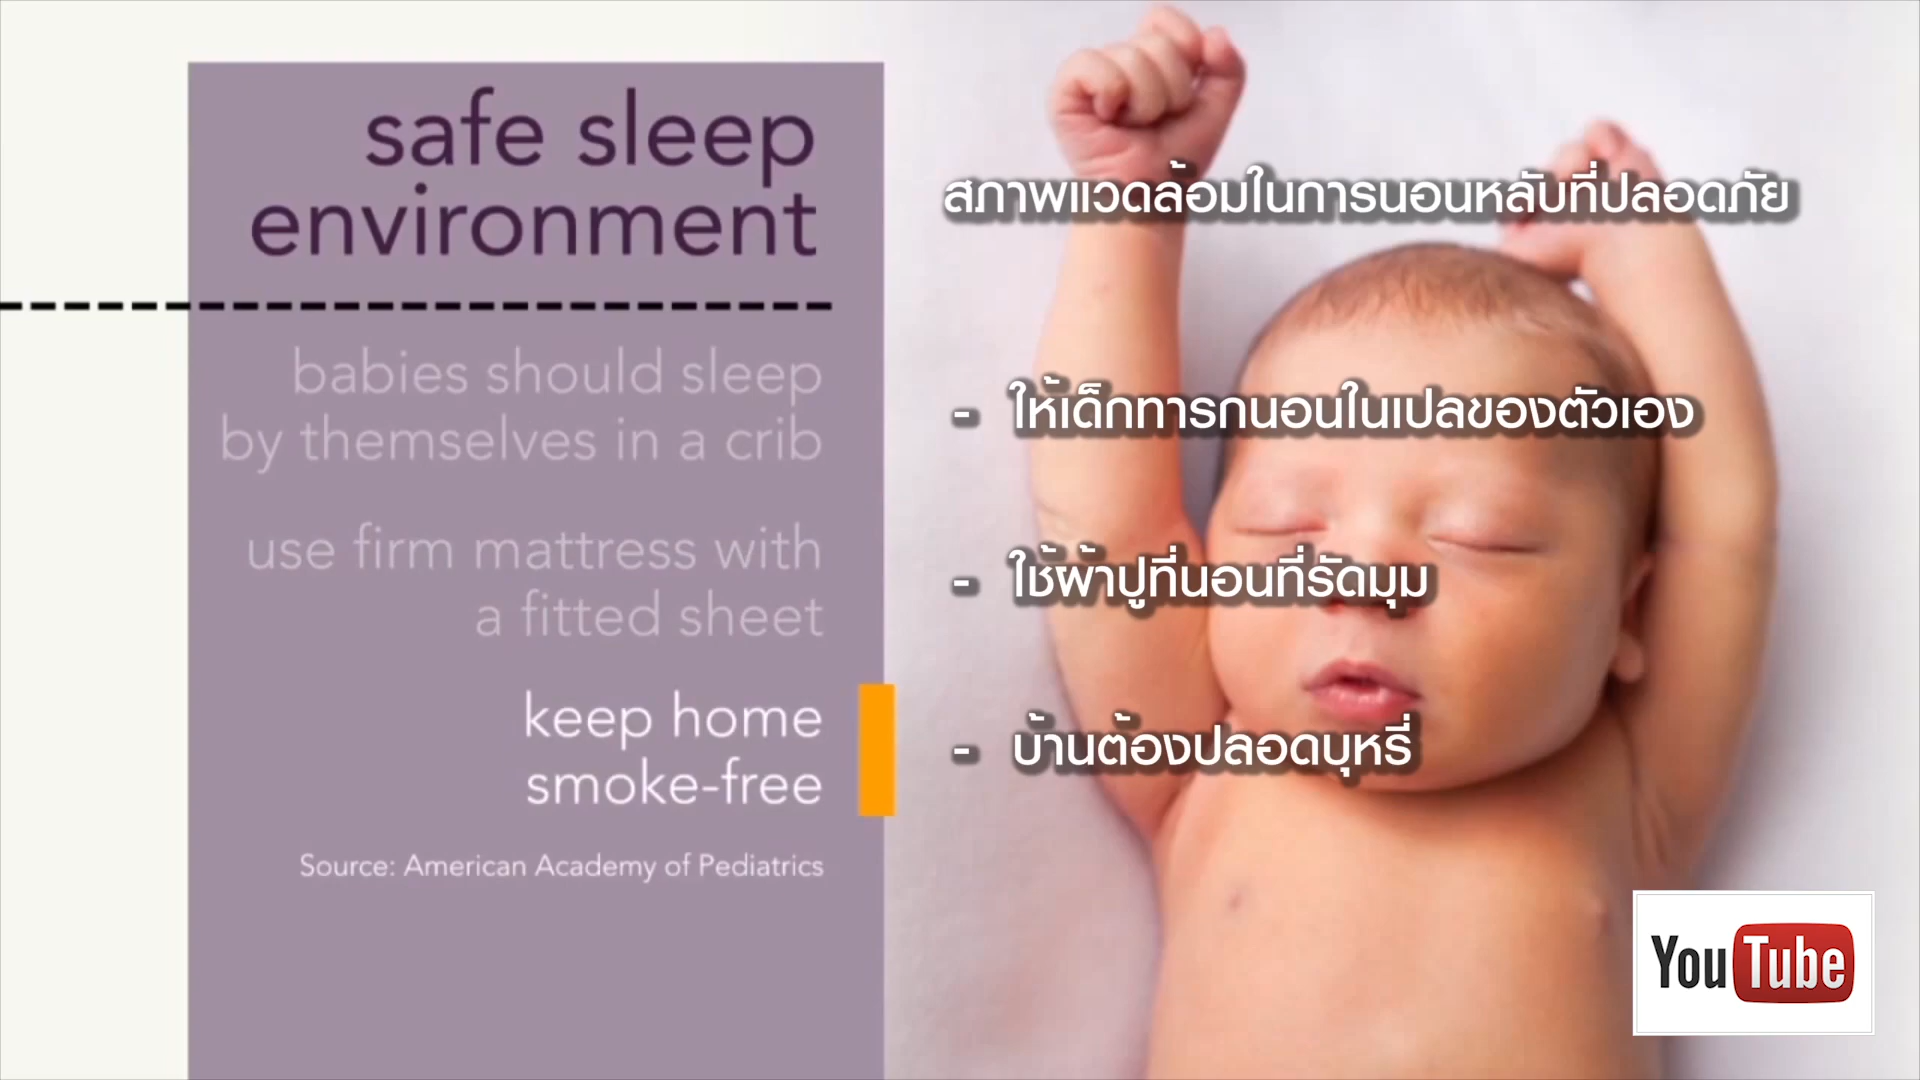 safe sleep
environment
babies should sleep
by themselves in a crib
use firm mattress with
a fitted sheet
keep home
smoke-free
Source: American Academy of Pediatrics
สภาพแวดล้อมในการนอนหลับที่ปลอดภัย
- ให้เด็กทารกนอนในเปลของตัวเอง
- ใช้ผ้าปูที่นอนที่รัดมุม
- บ้านต้องปลอดบุหรี่
YouTube